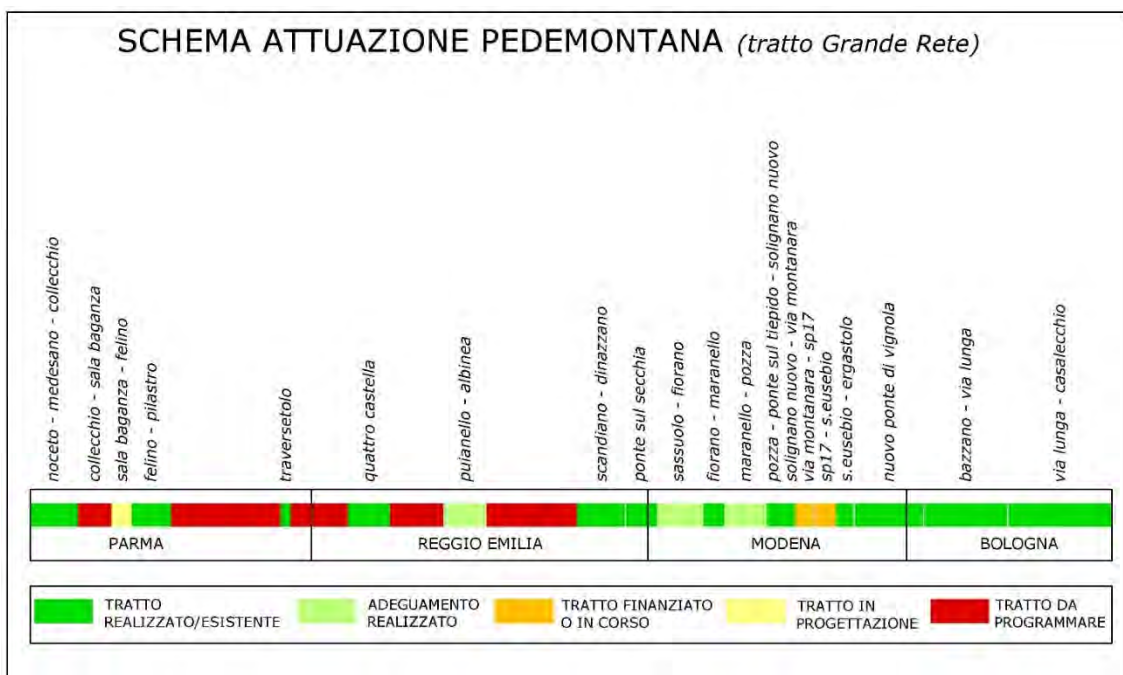 SCHEMA ATTUAZIONE PEDEMONTANA (tratto Grande Rete)
noceto - medesano - collecchio
collecchio - sala baganza
sala baganza - felino
felino - pilastro
traversetolo
quattro castella
puianello - albinea
scandiano - dinazzano
ponte sul secchia
sassuolo - fiorano
fiorano - maranello
maranello - pozza
pozza - ponte sul tiepido - solignano nuovo
solignano nuovo - via montanara
via montanara - sp17
sp17 - s.eusebio
s.eusebio - ergastolo
nuovo ponte di vignola
bazzano - via lunga
via lunga - casalecchio
PARMA
REGGIO EMILIA
MODENA
BOLOGNA
TRATTO
REALIZZATO/ESISTENTE
ADEGUAMENTO
REALIZZATO
TRATTO FINANZIATO
O IN CORSO
TRATTO IN
PROGETTAZIONE
TRATTO DA
PROGRAMMARE